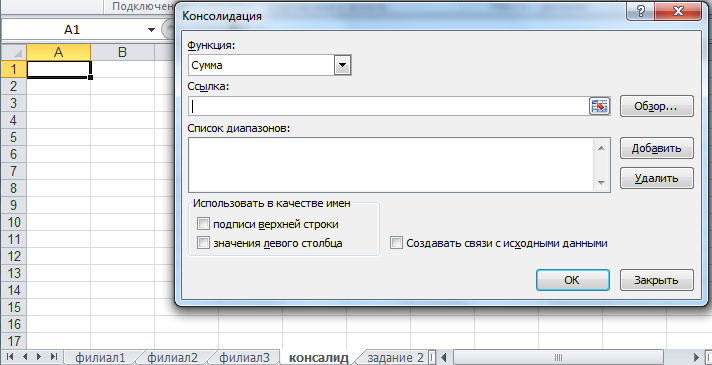 Подключен
Консолидация
A1
Функция:
Сумма
A B
Ссылка:
1
2
Обзор...
3
4
Список диапазонов:
5
6
Добавить
7
8
Удалить
9
Использовать в качестве имен
10
подписи верхней строки
11
значения левого столбца
Создавать связи с исходными данными
12
13
14
OK
Закрыть
15
16
17
филиал1 филиал2 филиал3 консалид задание 2